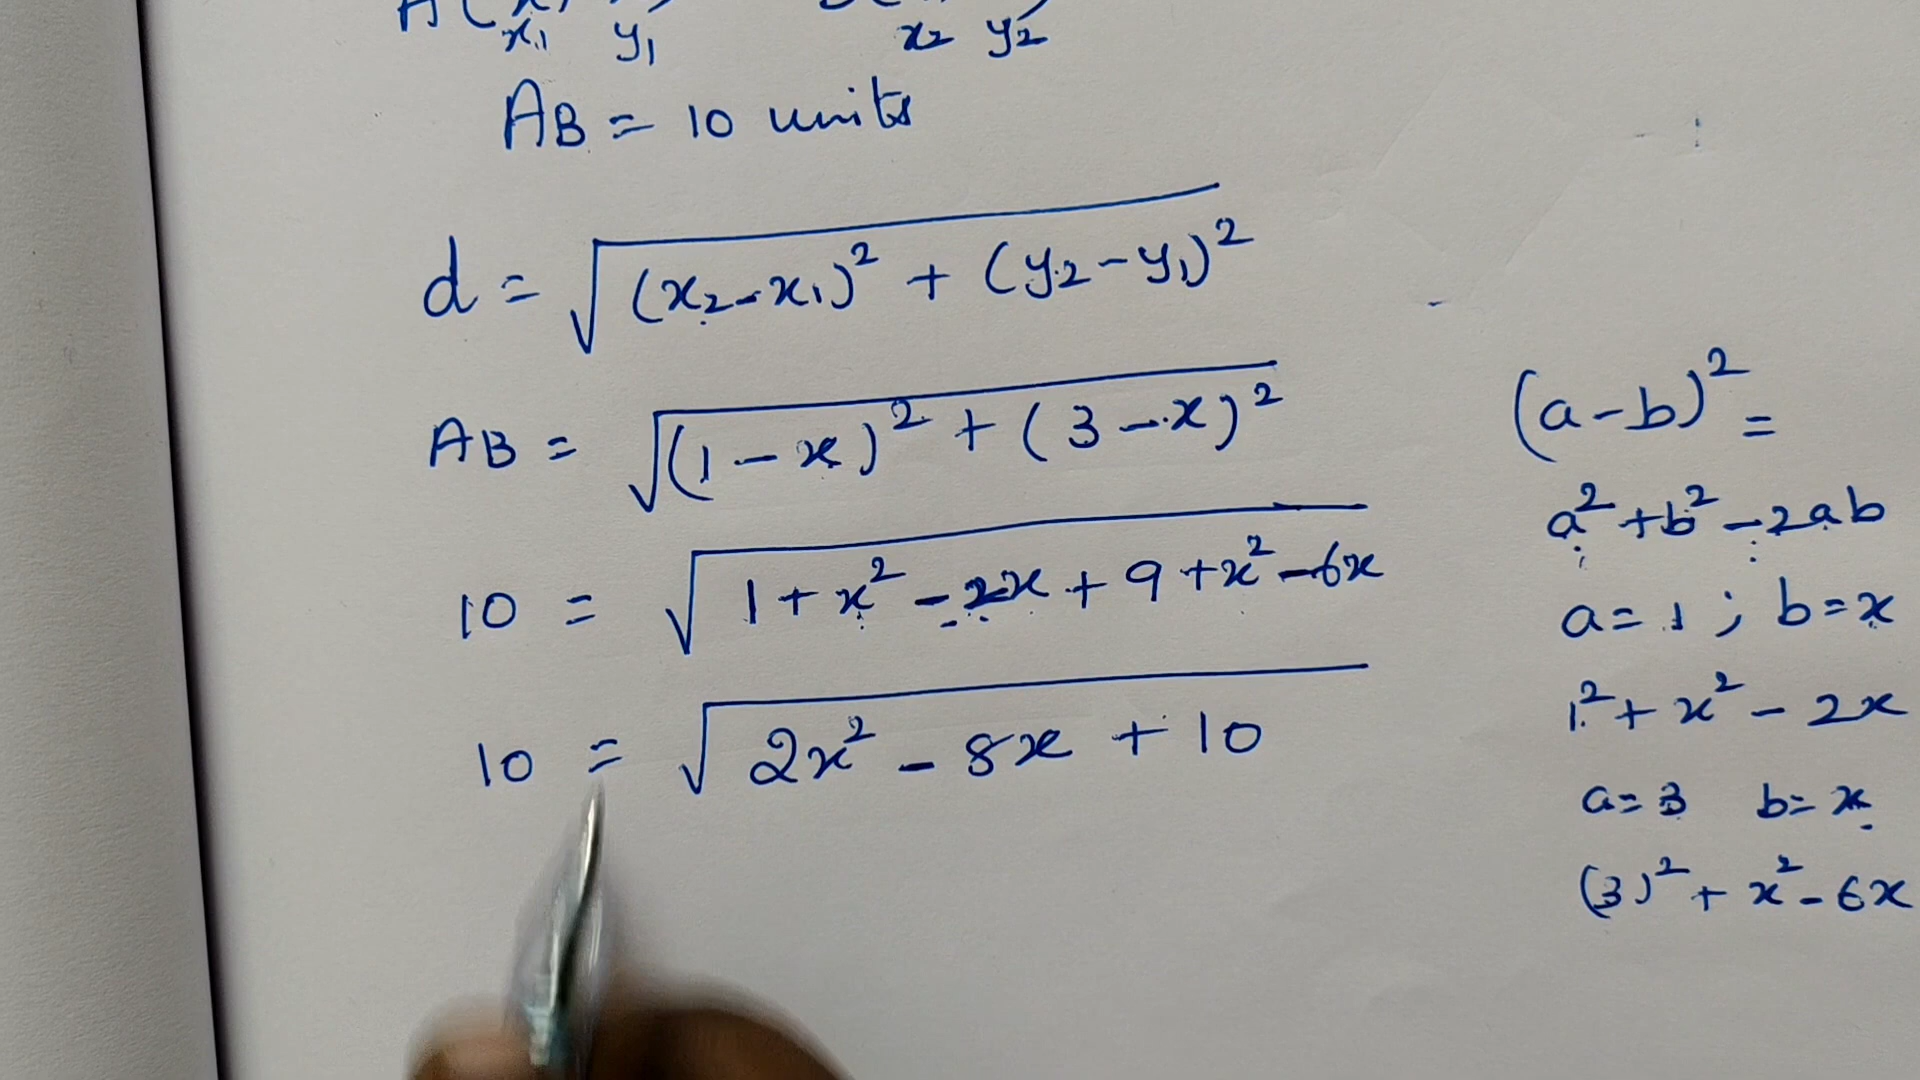 x₁ y₁ x₂ y₂
AB = 10 units
d = √((x₂-x₁)² + (y₂-y₁)²)
AB = √((1-x)² + (3-x)²)
10 = √(1+x²-2x+9+x²-6x)
10 = √(2x²-8x+10)
(a-b)² =
a²+b²-2ab
a=1; b=x
1²+x²-2x
a=3 b=x
(3)²+x²-6x